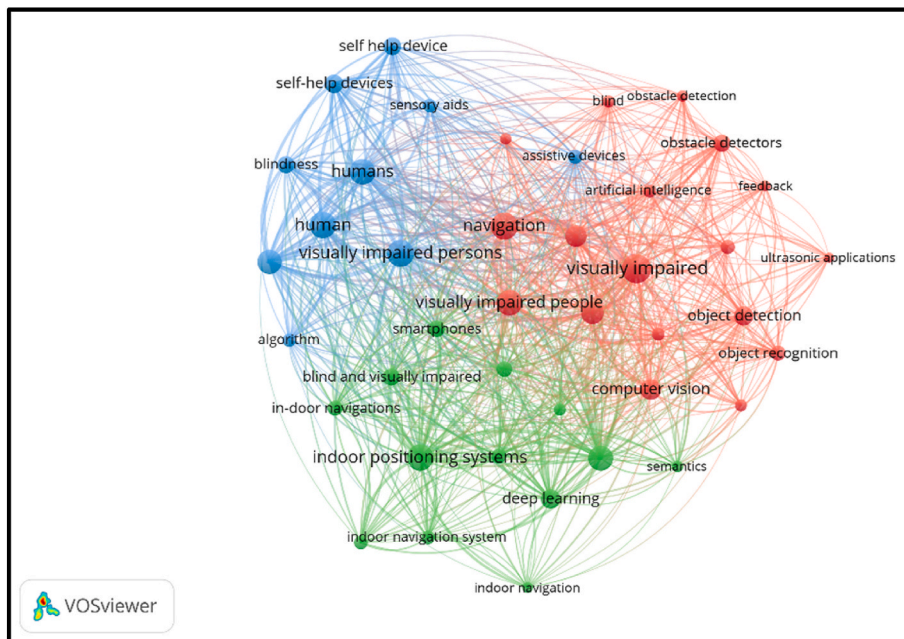 self help device
self-help devices
sensory aids
blind
obstacle detection
obstacle detectors
assistive devices
blindness
humans
artificial intelligence
feedback
human
navigation
visually impaired persons
visually impaired
ultrasonic applications
visually impaired people
smartphones
object detection
algorithm
object recognition
blind and visually impaired
computer vision
in-door navigations
indoor positioning systems
semantics
deep learning
indoor navigation system
indoor navigation
VOSviewer